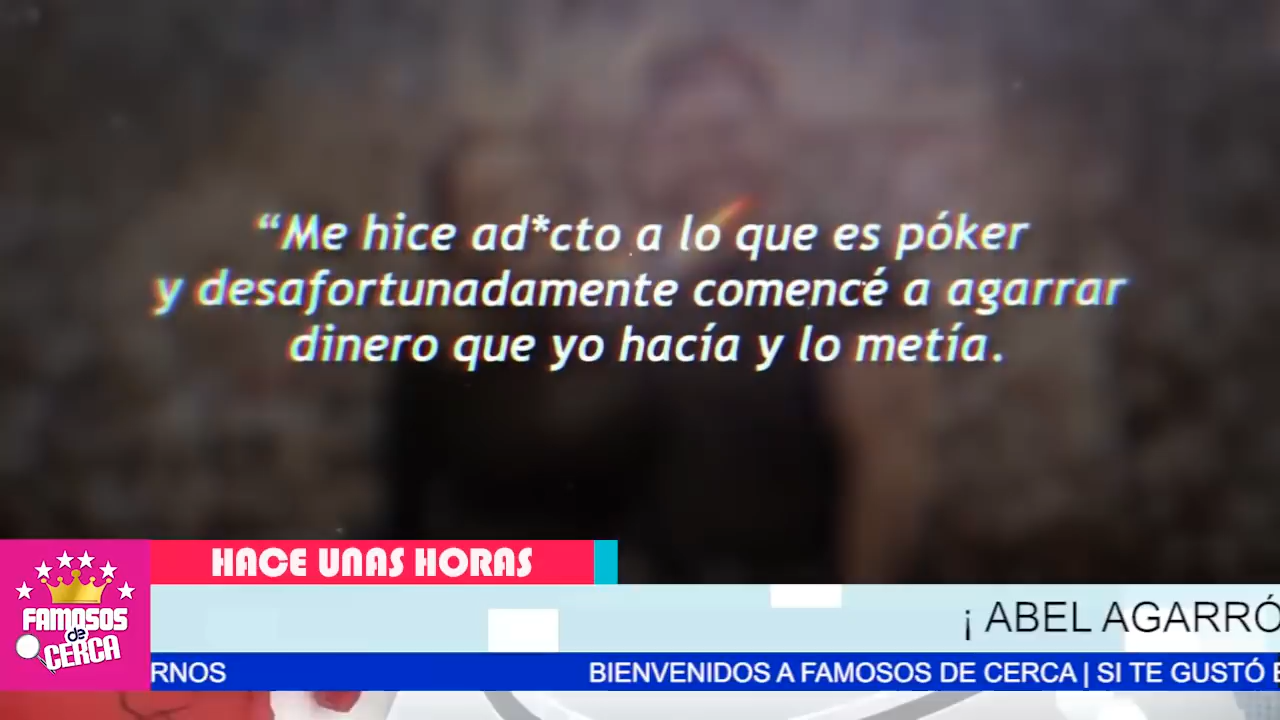 “Me hice ad*cto a lo que es póker
y desafortunadamente comencé a agarrar
dinero que yo hacía y lo metía.
HACE UNAS HORAS
FAMOSOS
de
CERCA
¡ ABEL AGARRÓ
RNOS BIENVENIDOS A FAMOSOS DE CERCA | SI TE GUSTÓ E